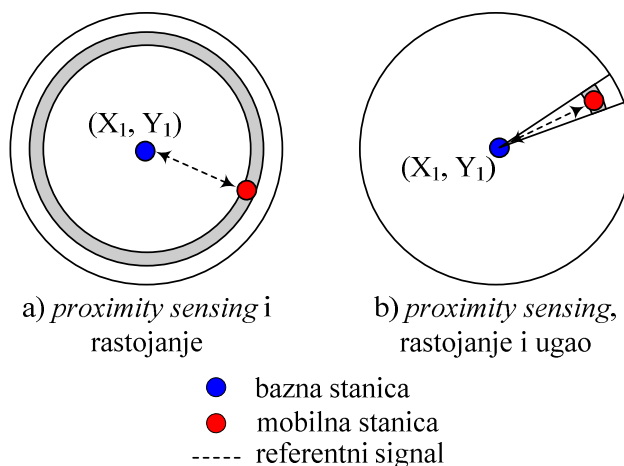 (X₁, Y₁)
(X₁, Y₁)
a) proximity sensing i
rastojanje
b) proximity sensing,
rastojanje i ugao
bazna stanica
mobilna stanica
referentni signal